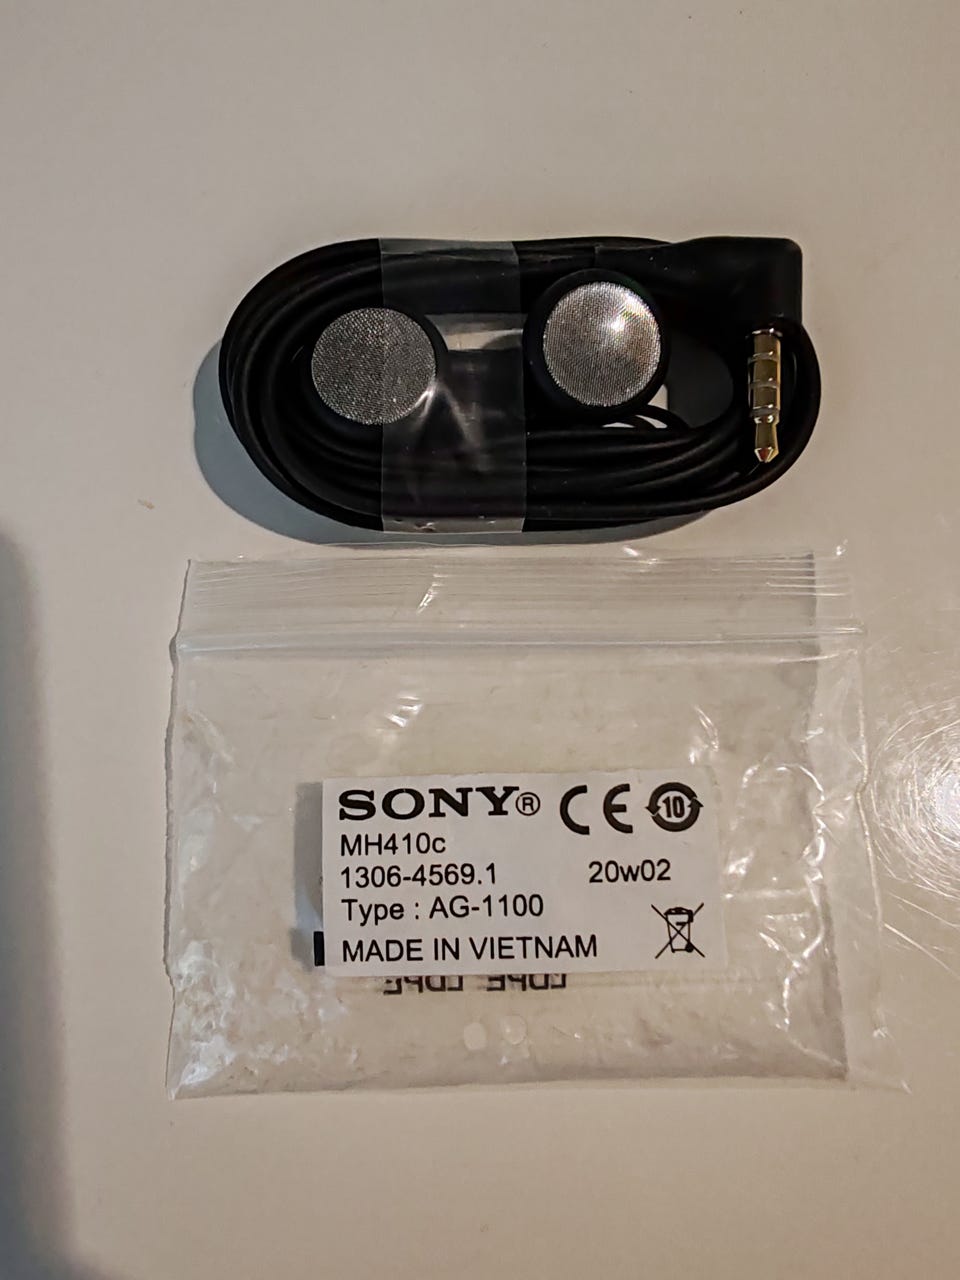 SONY® CE 10
MH410c
1306-4569.1 20w02
Type : AG-1100
MADE IN VIETNAM